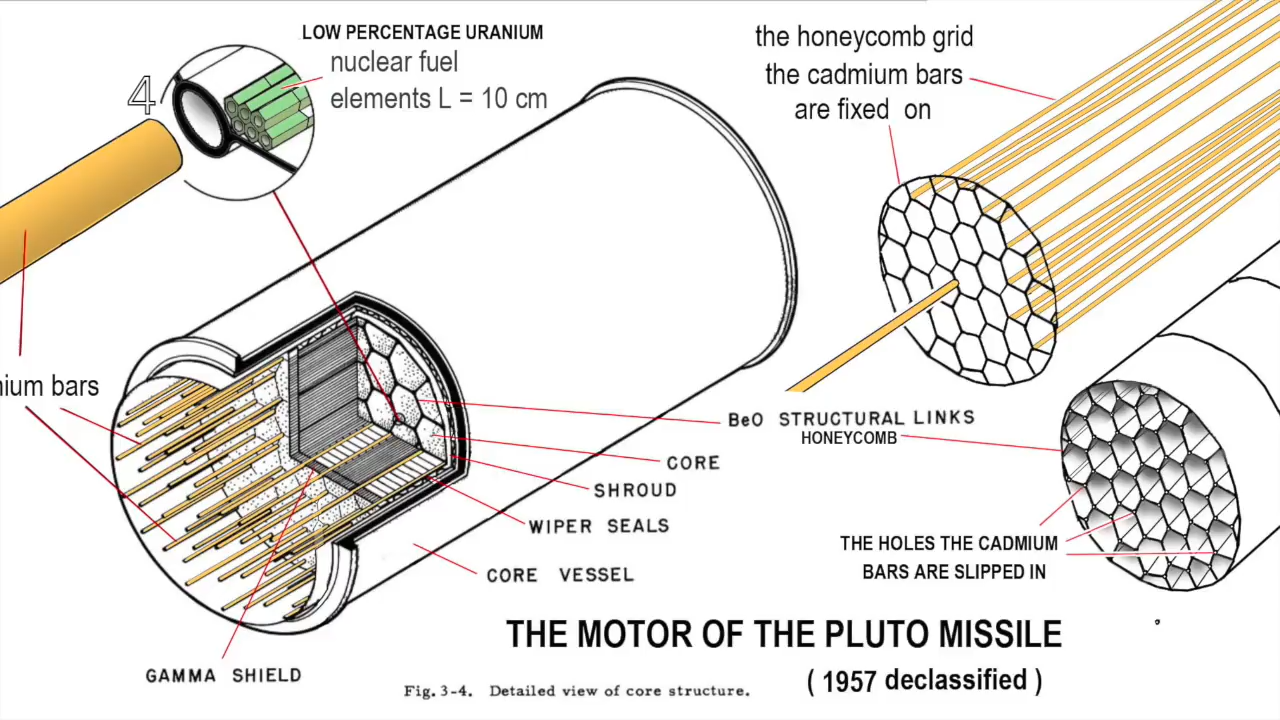 LOW PERCENTAGE URANIUM
nuclear fuel
elements L = 10 cm
4
the honeycomb grid
the cadmium bars
are fixed on
nium bars
BeO STRUCTURAL LINKS
HONEYCOMB
CORE
SHROUD
WIPER SEALS
CORE VESSEL
THE HOLES THE CADMIUM
BARS ARE SLIPPED IN
GAMMA SHIELD
THE MOTOR OF THE PLUTO MISSILE
( 1957 declassified )
Fig. 3-4. Detailed view of core structure.